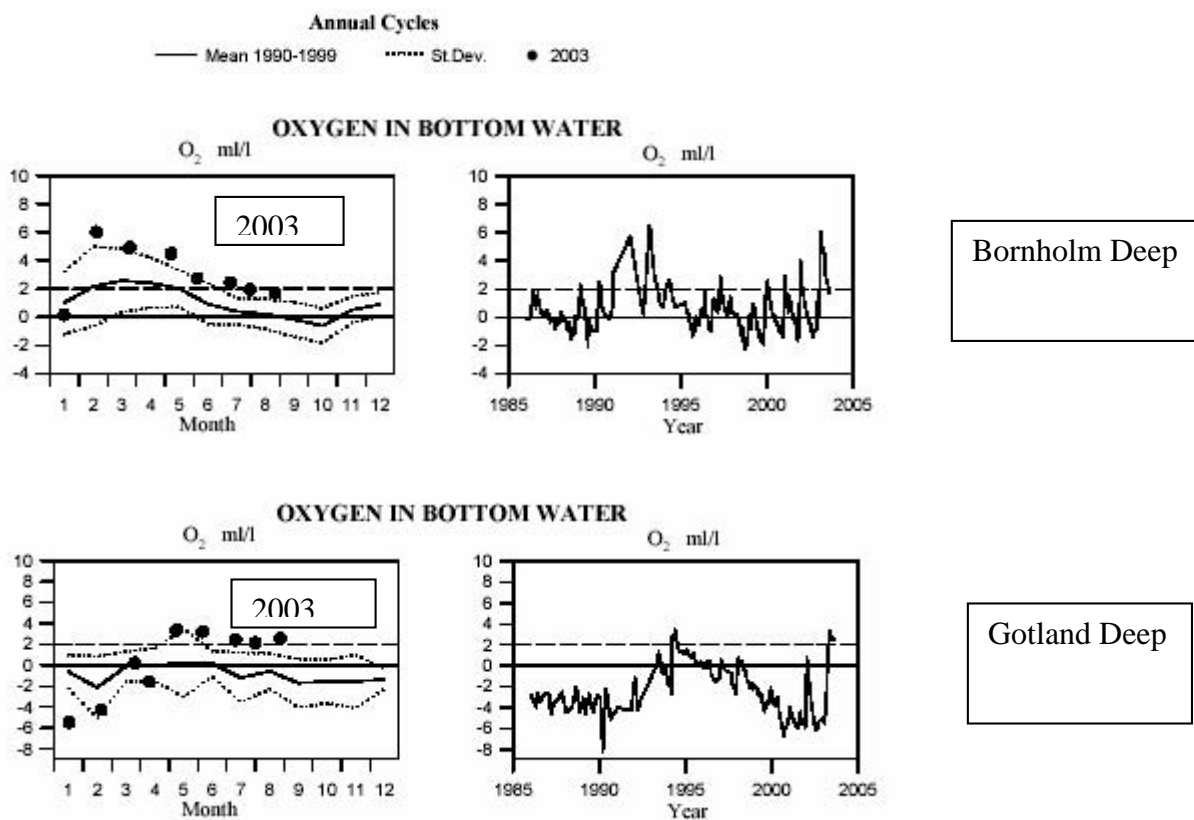 Annual Cycles
Mean 1990-1999 St.Dev. 2003
OXYGEN IN BOTTOM WATER
O2 ml/l
10
8
6
4
2
0
-2
-4
2003
1 2 3 4 5 6 7 8 9 10 11 12
Month
O2 ml/l
10
8
6
4
2
0
-2
-4
1985 1990 1995 2000 2005
Year
Bornholm Deep
OXYGEN IN BOTTOM WATER
O2 ml/l
10
8
6
4
2
0
-2
-4
-6
-8
2003
1 2 3 4 5 6 7 8 9 10 11 12
Month
O2 ml/l
10
8
6
4
2
0
-2
-4
-6
-8
1985 1990 1995 2000 2005
Year
Gotland Deep